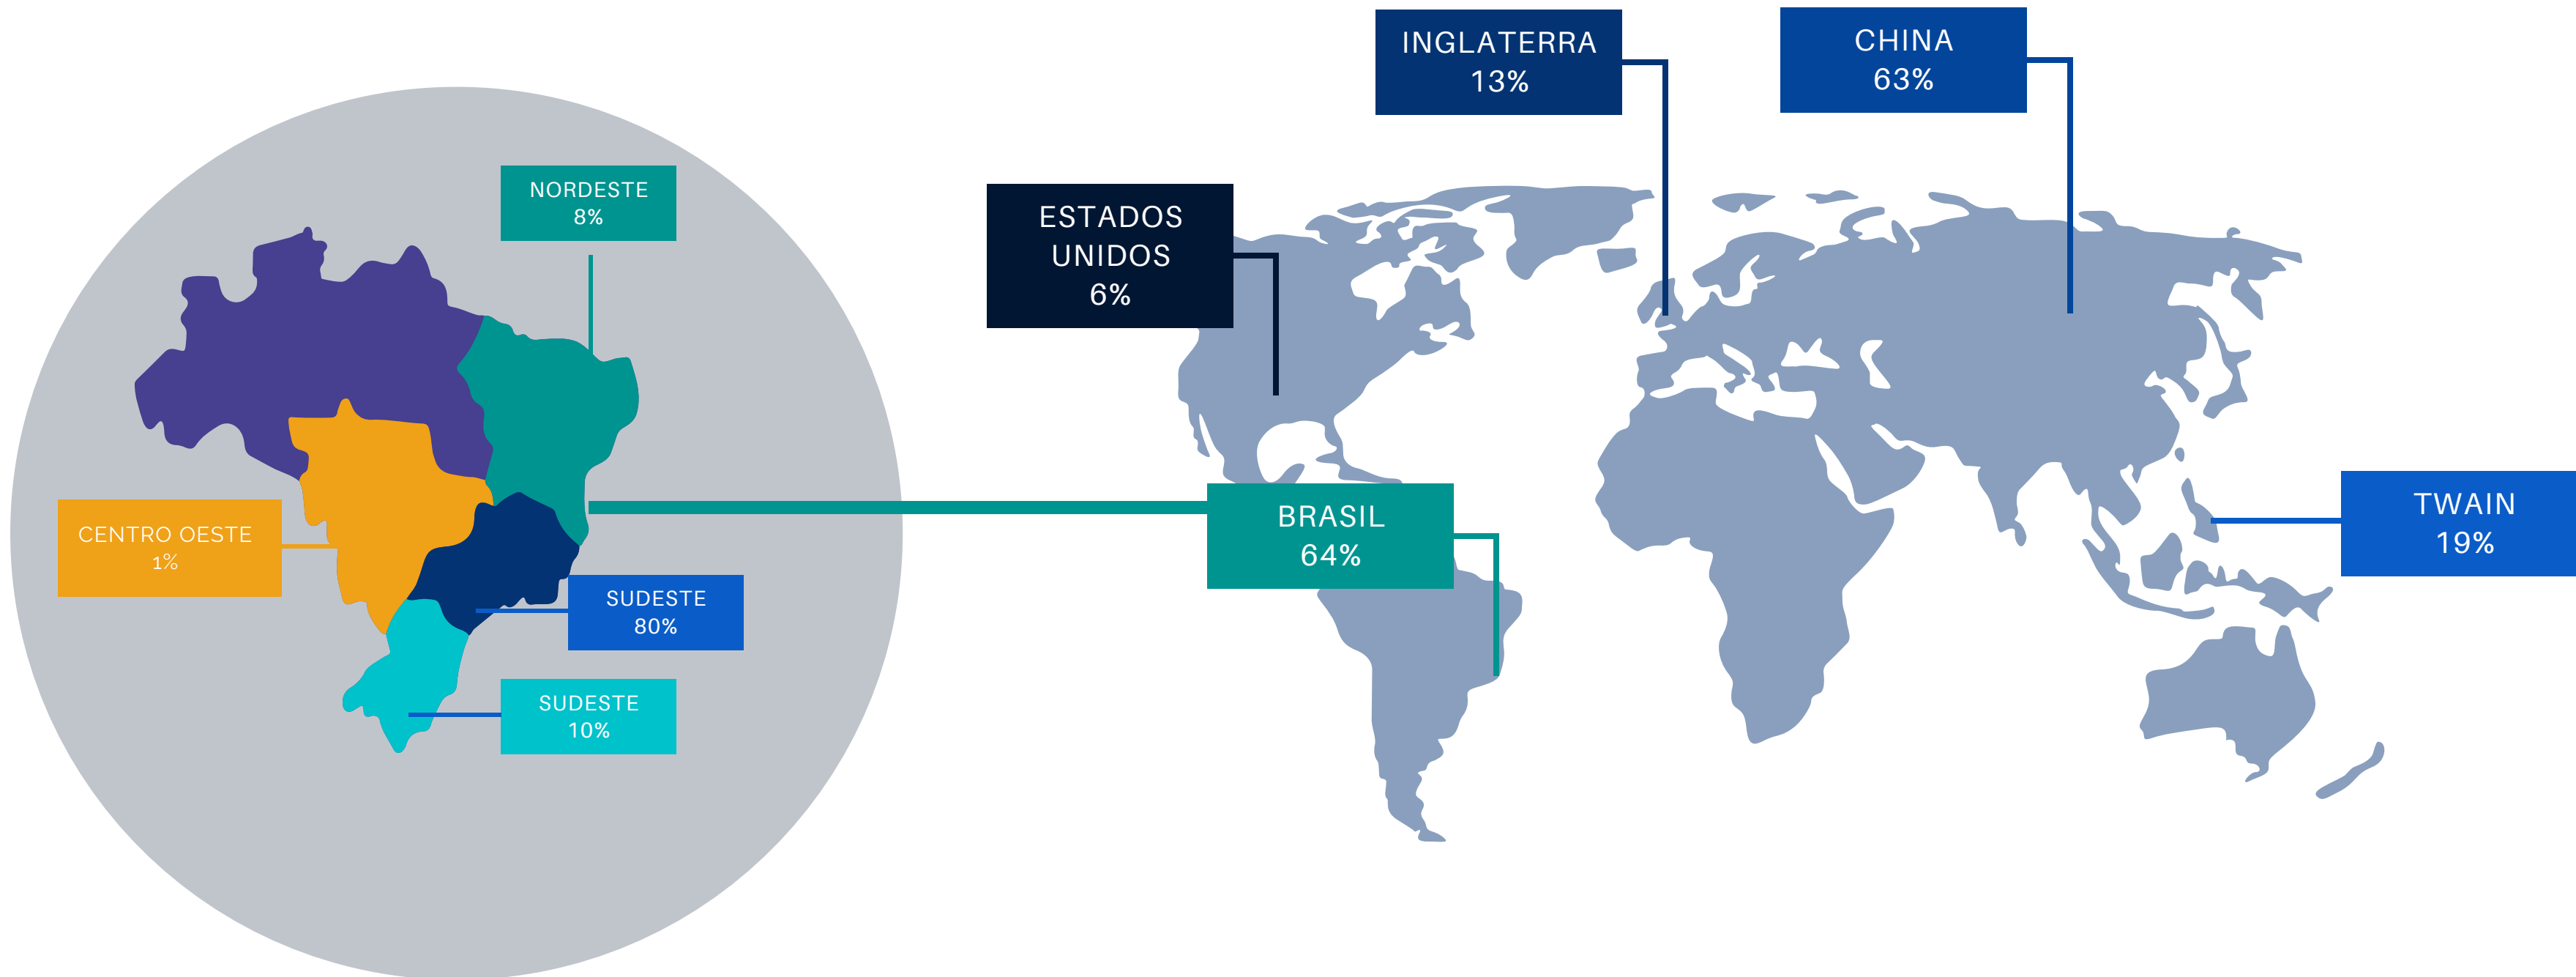 NORDESTE
8%
CENTRO OESTE
1%
SUDESTE
80%
SUDESTE
10%
INGLATERRA
13%
CHINA
63%
ESTADOS
UNIDOS
6%
BRASIL
64%
TWAIN
19%